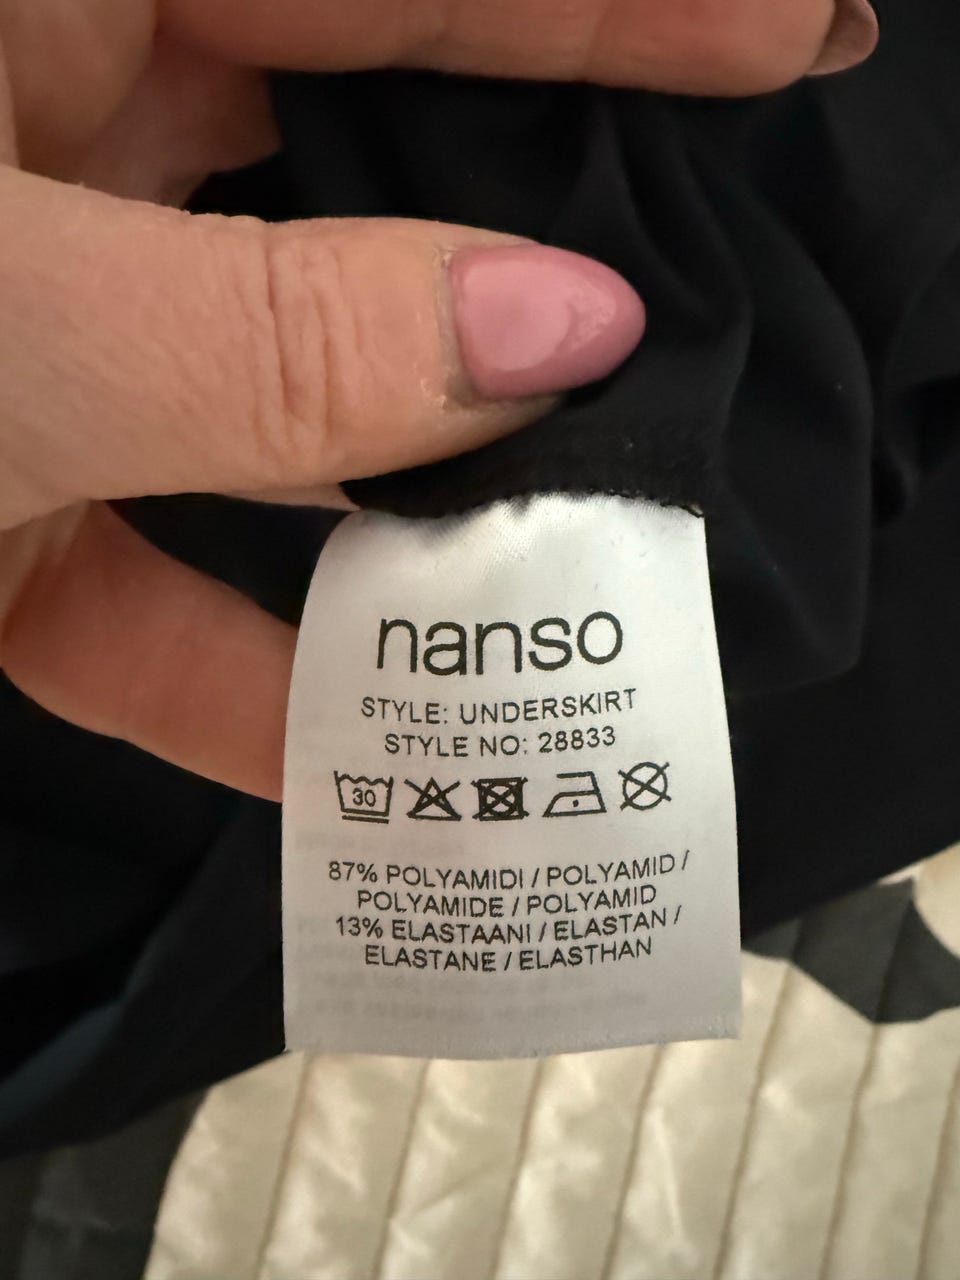 nanso
STYLE: UNDERSKIRT
STYLE NO: 28833
30
87% POLYAMIDI / POLYAMID /
POLYAMIDE / POLYAMID
13% ELASTAANI / ELASTAN /
ELASTANE / ELASTHAN